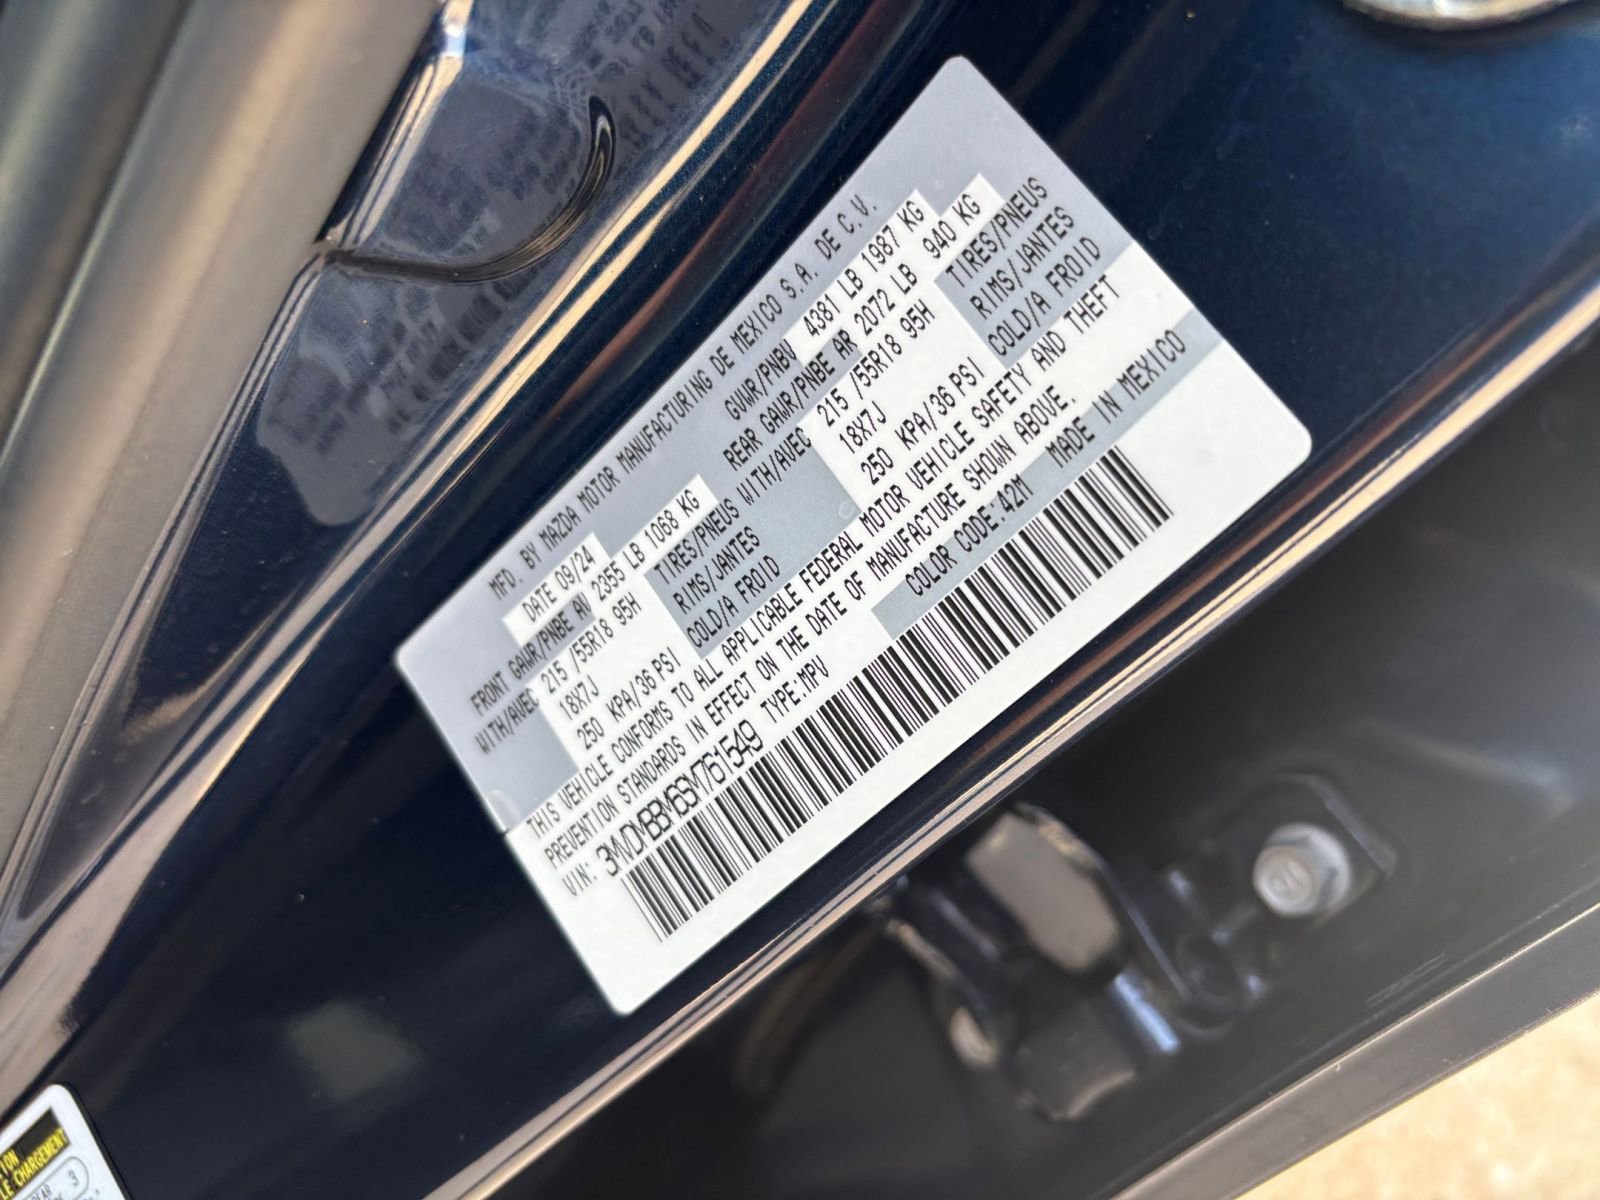 MFD. BY MAZDA MOTOR MANUFACTURING DE MEXICO S.A. DE C.V.
DATE 09/24 GVWR/PNBV 4381 LB 1987 KG
FRONT GAWR/PNBE AV 2355 LB 1068 KG REAR GAWR/PNBE AR 2072 LB 940 KG
WITH/AVEC 215 /55R18 95H TIRES/PNEUS WITH/AVEC 215 /55R18 95H TIRES/PNEUS
18X7J RIMS/JANTES 18X7J RIMS/JANTES
250 KPA/36 PSI COLD/A FROID 250 KPA/36 PSI COLD/A FROID
THIS VEHICLE CONFORMS TO ALL APPLICABLE FEDERAL MOTOR VEHICLE SAFETY AND THEFT
PREVENTION STANDARDS IN EFFECT ON THE DATE OF MANUFACTURE SHOWN ABOVE.
VIN: 3MVDMBBM6SM761549 TYPE:MPV COLOR CODE:42M MADE IN MEXICO
CHARGEMENT
3